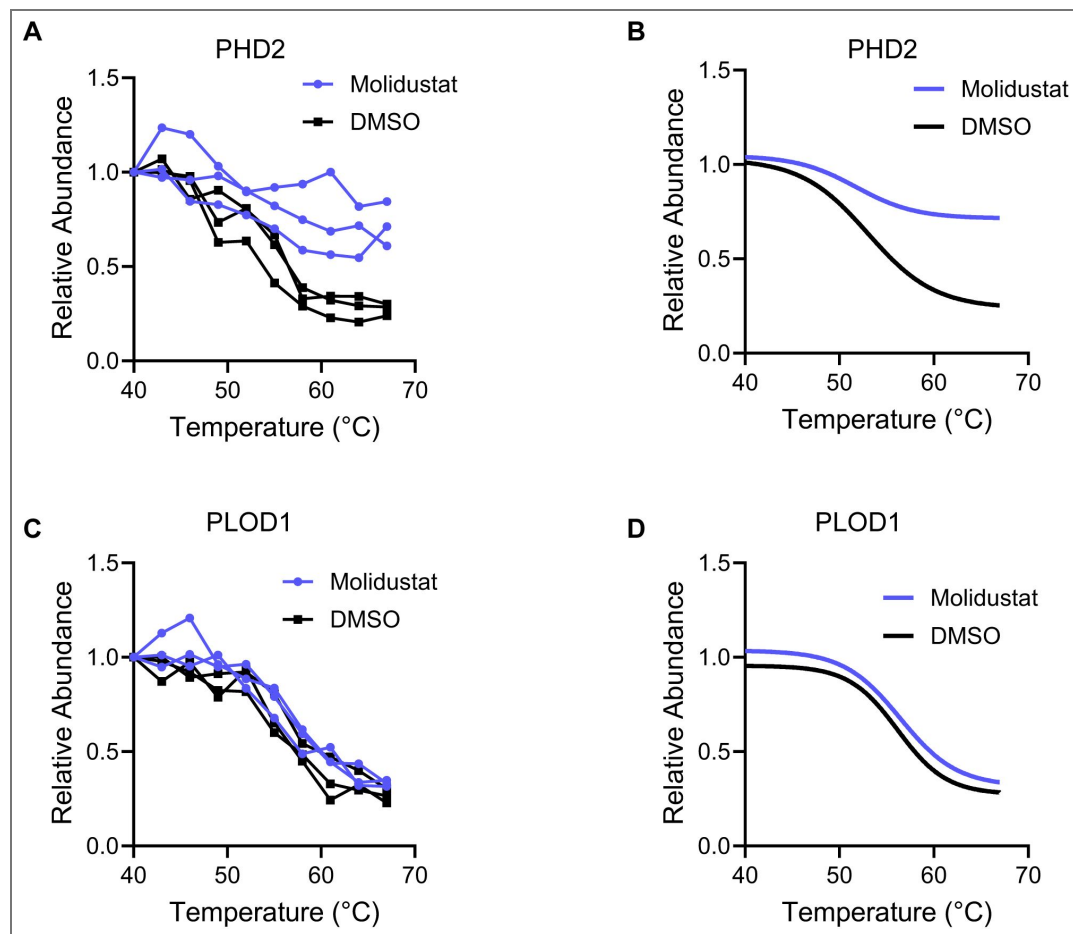 A
PHD2
Molidustat
DMSO
1.5
1.0
0.5
0.0
40
50
60
70
Relative Abundance
Temperature (°C)
B
PHD2
Molidustat
DMSO
1.5
1.0
0.5
0.0
40
50
60
70
Relative Abundance
Temperature (°C)
C
PLOD1
Molidustat
DMSO
1.5
1.0
0.5
0.0
40
50
60
70
Relative Abundance
Temperature (°C)
D
PLOD1
Molidustat
DMSO
1.5
1.0
0.5
0.0
40
50
60
70
Relative Abundance
Temperature (°C)